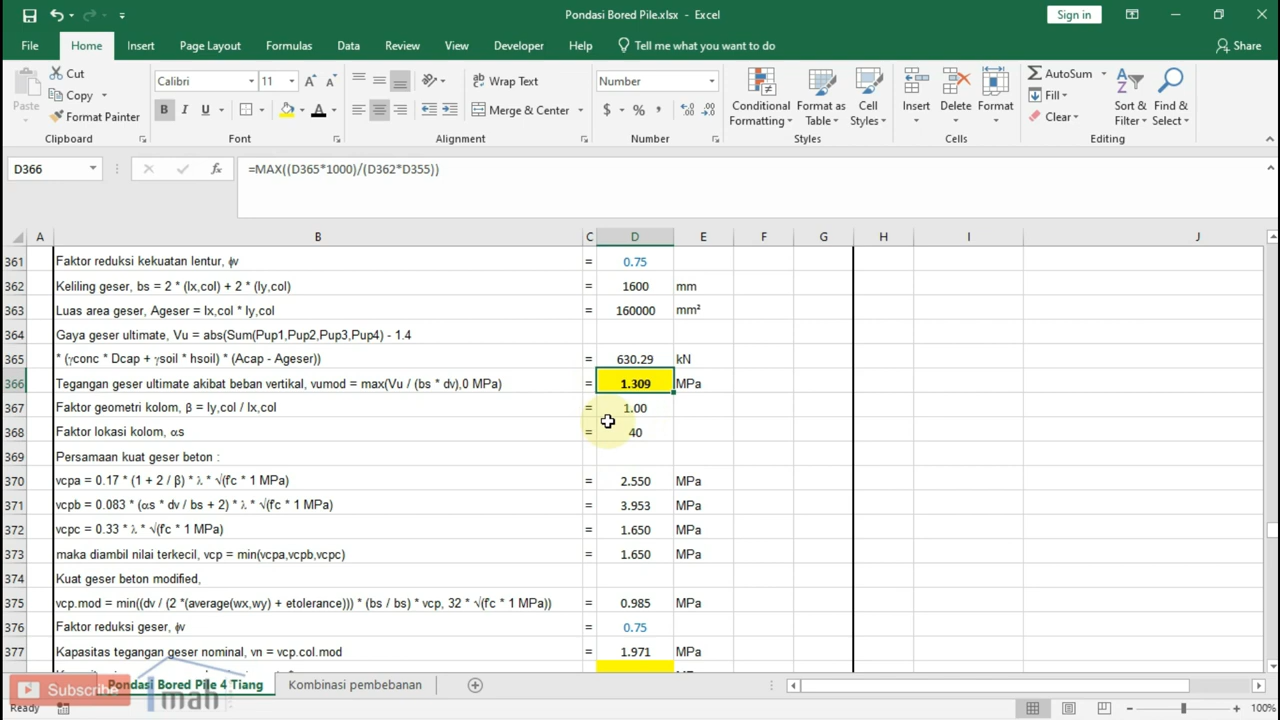 Pondasi Bored Pile.xlsx - Excel
Sign in
File Home Insert Page Layout Formulas Data Review View Developer Help Tell me what you want to do Share
Paste Cut Copy Format Painter
Calibri 11 Wrap Text Number
B I U Merge & Center $ % ,
Conditional Formatting Format as Table Cell Styles Insert Delete Format
AutoSum Fill Clear Sort & Filter Find & Select
Clipboard Font Alignment Number Styles Cells Editing
D366 fx =MAX((D365*1000)/(D362*D355))
A B C D E F G H I J
361 Faktor reduksi kekuatan lentur, ϕv = 0.75
362 Keliling geser, bs = 2 * (lx,col) + 2 * (ly,col) = 1600 mm
363 Luas area geser, Ageser = lx,col * ly,col = 160000 mm²
364 Gaya geser ultimate, Vu = abs(Sum(Pup1,Pup2,Pup3,Pup4) - 1.4
365 * (γconc * Dcap + γsoil * hsoil) * (Acap - Ageser)) = 630.29 kN
366 Tegangan geser ultimate akibat beban vertikal, vumod = max(Vu / (bs * dv),0 MPa) = 1.309 MPa
367 Faktor geometri kolom, β = ly,col / lx,col = 1.00
368 Faktor lokasi kolom, αs = 40
369 Persamaan kuat geser beton :
370 vcpa = 0.17 * (1 + 2 / β) * λ * √(f'c * 1 MPa) = 2.550 MPa
371 vcpb = 0.083 * (αs * dv / bs + 2) * λ * √(f'c * 1 MPa) = 3.953 MPa
372 vcpc = 0.33 * λ * √(f'c * 1 MPa) = 1.650 MPa
373 maka diambil nilai terkecil, vcp = min(vcpa,vcpb,vcpc) = 1.650 MPa
374 Kuat geser beton modified,
375 vcp.mod = min((dv / (2 *(average(wx,wy) + etolerance))) * (bs / bs) * vcp, 32 * √(f'c * 1 MPa)) = 0.985 MPa
376 Faktor reduksi geser, ϕv = 0.75
377 Kapasitas tegangan geser nominal, vn = vcp.col.mod = 1.971 MPa
Subscribe
Imah
Pondasi Bored Pile 4 Tiang Kombinasi pembebanan
Ready 100%